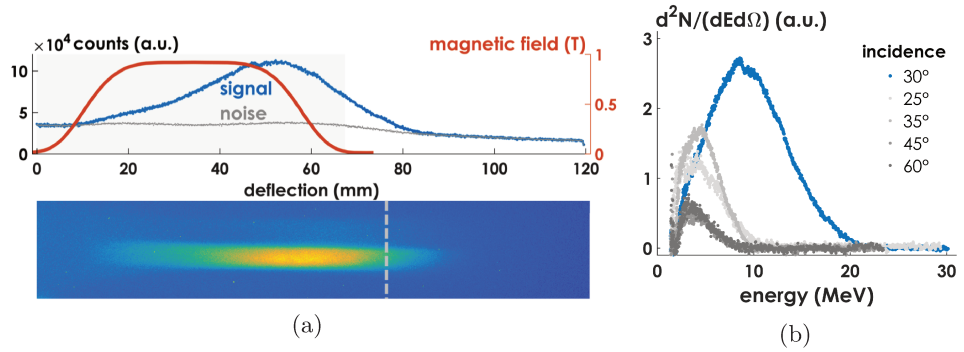 ×10⁴ counts (a.u.)
magnetic field (T)
10
5
0
1
0.5
0
signal
noise
0 20 40 60 80 100 120
deflection (mm)
(a)
d²N/(dEdΩ) (a.u.)
3
2
1
0
incidence
30°
25°
35°
45°
60°
0 10 20 30
energy (MeV)
(b)